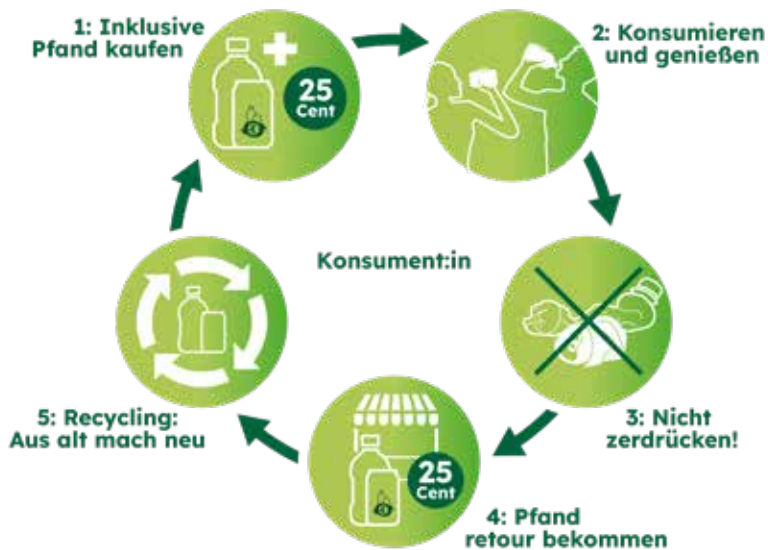 1: Inklusive
Pfand kaufen
25
Cent
2: Konsumieren
und genießen
Konsument:in
3: Nicht
zerdrücken!
25
Cent
4: Pfand
retour bekommen
5: Recycling:
Aus alt mach neu